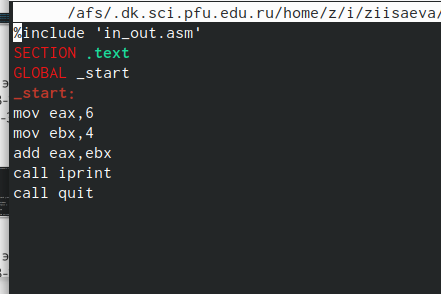 /afs/.dk.sci.pfu.edu.ru/home/z/i/ziisaeva/
%include 'in_out.asm'
SECTION .text
GLOBAL _start
_start:
mov eax,6
mov ebx,4
add eax,ebx
call iprint
call quit